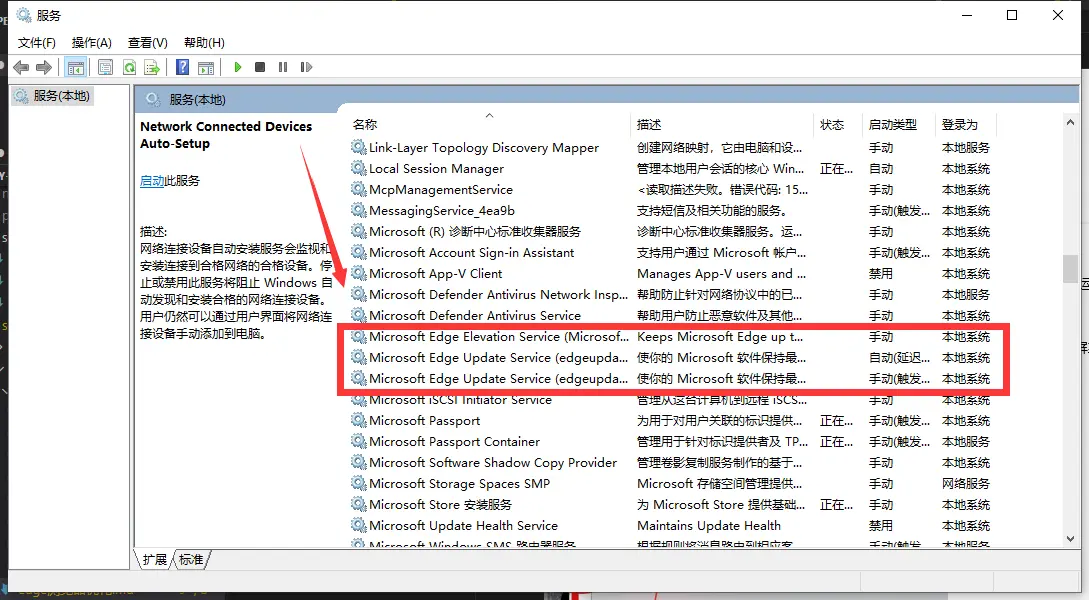 服务
文件(F) 操作(A) 查看(V) 帮助(H)
服务(本地)
服务(本地)
Network Connected Devices
Auto-Setup
启动此服务
描述:
网络连接设备自动安装服务会监视和
安装连接到合格网络的合格设备。停
止或禁用此服务将阻止 Windows 自
动发现和安装合格的网络连接设备。
用户仍然可以通过用户界面将网络连
接设备手动添加到电脑。
名称 描述 状态 启动类型 登录为
Link-Layer Topology Discovery Mapper 创建网络映射，它由电脑和设... 手动 本地服务
Local Session Manager 管理本地用户会话的核心 Win... 正在... 自动 本地系统
McpManagementService <读取描述失败。错误代码: 15... 手动 本地系统
MessagingService_4ea9b 支持短信及相关功能的服务。 手动(触发... 本地系统
Microsoft (R) 诊断中心标准收集器服务 诊断中心标准收集器服务。运... 手动 本地系统
Microsoft Account Sign-in Assistant 支持用户通过 Microsoft 帐户... 手动(触发... 本地系统
Microsoft App-V Client Manages App-V users and ... 禁用 本地系统
Microsoft Defender Antivirus Network Insp... 帮助防止针对网络协议中的已... 手动 本地服务
Microsoft Defender Antivirus Service 帮助用户防止恶意软件及其他... 手动 本地系统
Microsoft Edge Elevation Service (Microsof... Keeps Microsoft Edge up t... 手动 本地系统
Microsoft Edge Update Service (edgeupda... 使你的 Microsoft 软件保持最... 自动(延迟... 本地系统
Microsoft Edge Update Service (edgeupda... 使你的 Microsoft 软件保持最... 手动(触发... 本地系统
Microsoft iSCSI Initiator Service 管理从这台计算机到远程 iSCS... 手动 本地系统
Microsoft Passport 为用于对用户关联的标识提供... 正在... 手动(触发... 本地系统
Microsoft Passport Container 管理用于针对标识提供者及 TP... 正在... 手动(触发... 本地服务
Microsoft Software Shadow Copy Provider 管理卷影复制服务制作的基于... 手动 本地系统
Microsoft Storage Spaces SMP Microsoft 存储空间管理提供... 手动 网络服务
Microsoft Store 安装服务 为 Microsoft Store 提供基础... 正在... 手动 本地系统
Microsoft Update Health Service Maintains Update Health 禁用 本地系统
Microsoft Windows SMS 路由器服务 根据规则将消息路由到相应客... 手动(触发... 本地服务
扩展 标准